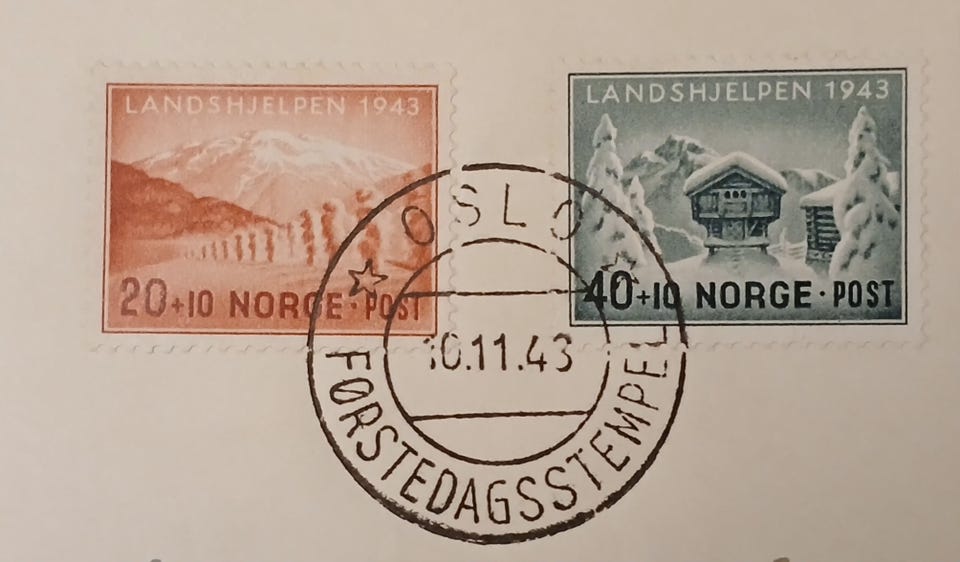 LANDSHJELPEN 1943
20+10 NORGE·POST
LANDSHJELPEN 1943
40+10 NORGE·POST
OSLO
10.11.43
FØRSTEDAGSSTEMPEL